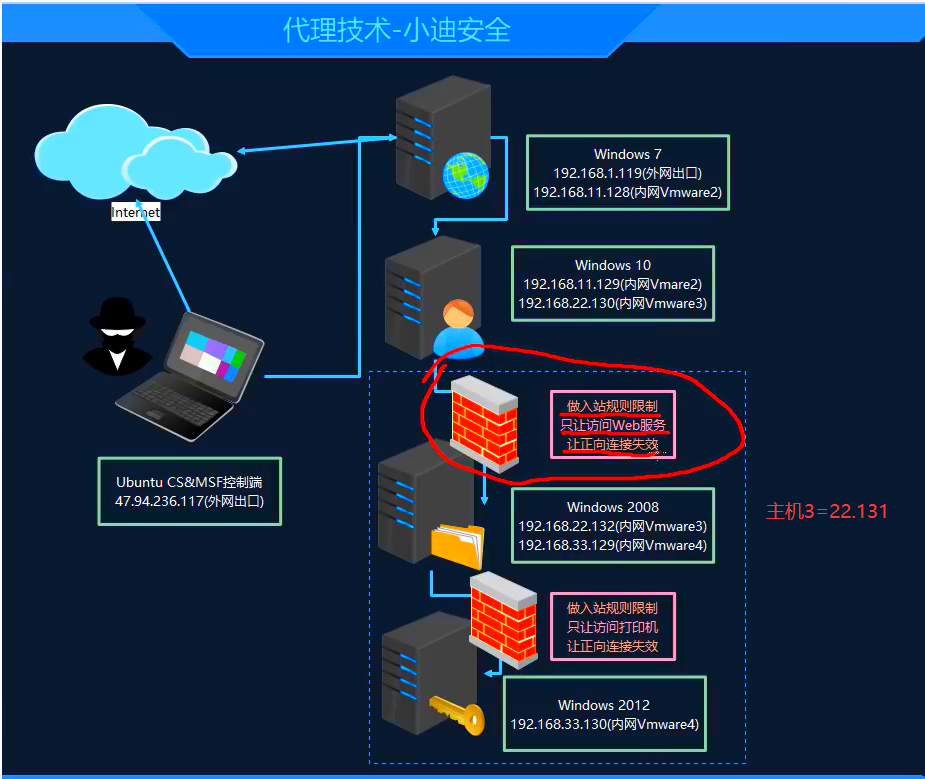 代理技术-小迪安全
Windows 7
192.168.1.119(外网出口)
192.168.11.128(内网Vmware2)
Internet
Windows 10
192.168.11.129(内网Vmare2)
192.168.22.130(内网Vmware3)
做入站规则限制
只让访问Web服务
让正向连接失效
Ubuntu CS&MSF控制端
47.94.236.117(外网出口)
Windows 2008
192.168.22.132(内网Vmware3)
192.168.33.129(内网Vmware4)
主机3=22.131
做入站规则限制
只让访问打印机
让正向连接失效
Windows 2012
192.168.33.130(内网Vmware4)